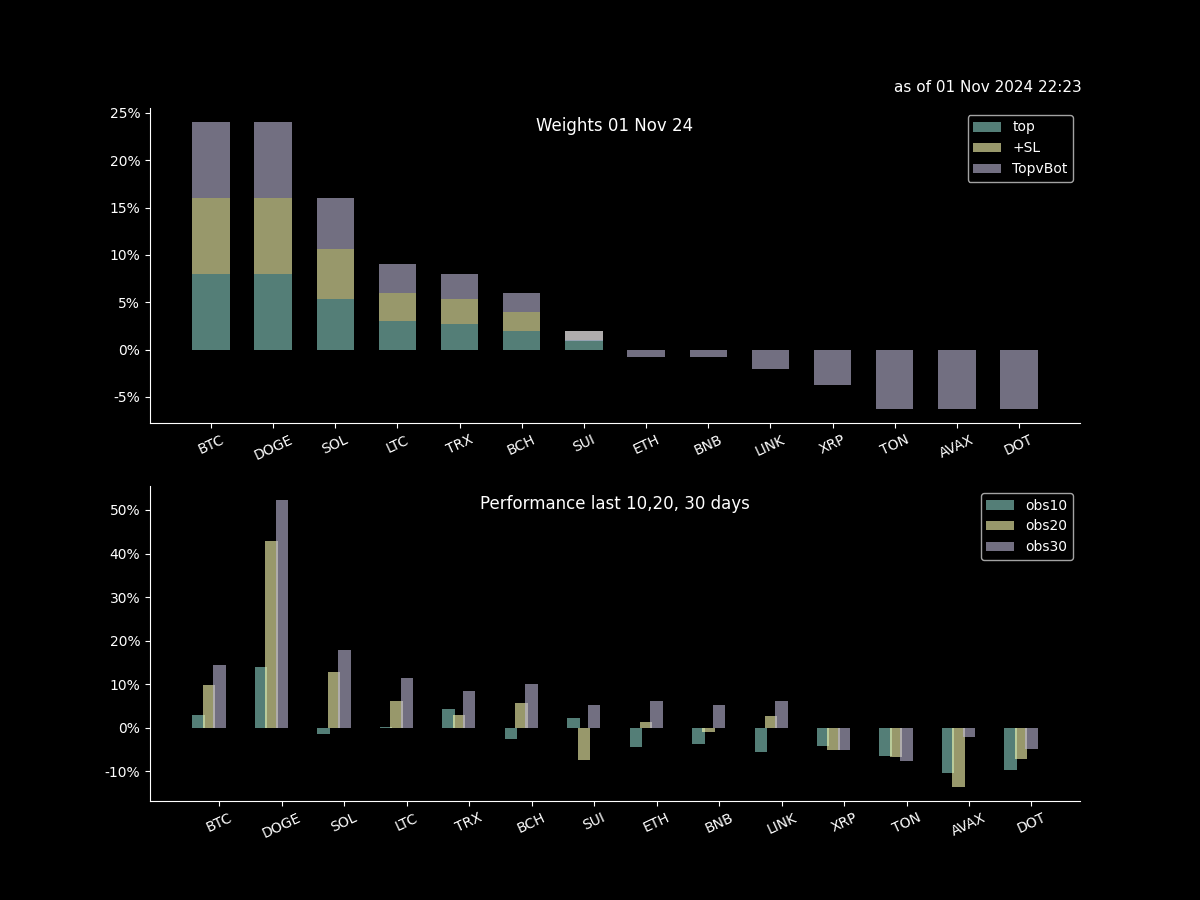 as of 01 Nov 2024 22:23
Weights 01 Nov 24
top
+SL
TopvBot
25%
20%
15%
10%
5%
0%
-5%
BTC DOGE SOL LTC TRX BCH SUI ETH BNB LINK XRP TON AVAX DOT
Performance last 10,20, 30 days
obs10
obs20
obs30
50%
40%
30%
20%
10%
0%
-10%
BTC DOGE SOL LTC TRX BCH SUI ETH BNB LINK XRP TON AVAX DOT